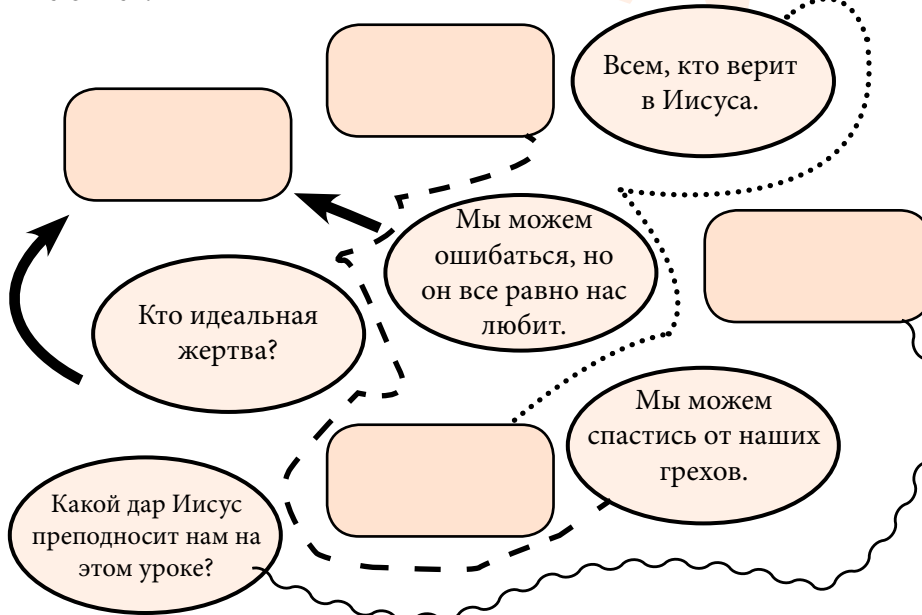 Всем, кто верит
в Иисуса.
Мы можем
ошибаться, но
он все равно нас
любит.
Кто идеальная
жертва?
Мы можем
спастись от наших
грехов.
Какой дар Иисус
преподносит нам на
этом уроке?